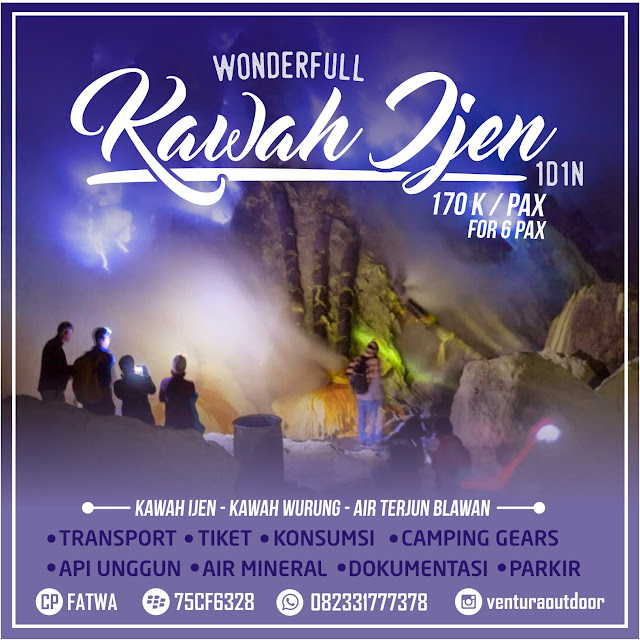 WONDERFULL
Kawah Ijen
1D1N
170 K / PAX
FOR 6 PAX
KAWAH IJEN - KAWAH WURUNG - AIR TERJUN BLAWAN
•TRANSPORT •TIKET •KONSUMSI •CAMPING GEARS
•API UNGGUN •AIR MINERAL •DOKUMENTASI •PARKIR
CP FATWA 75CF6328 082331777378 venturaoutdoor